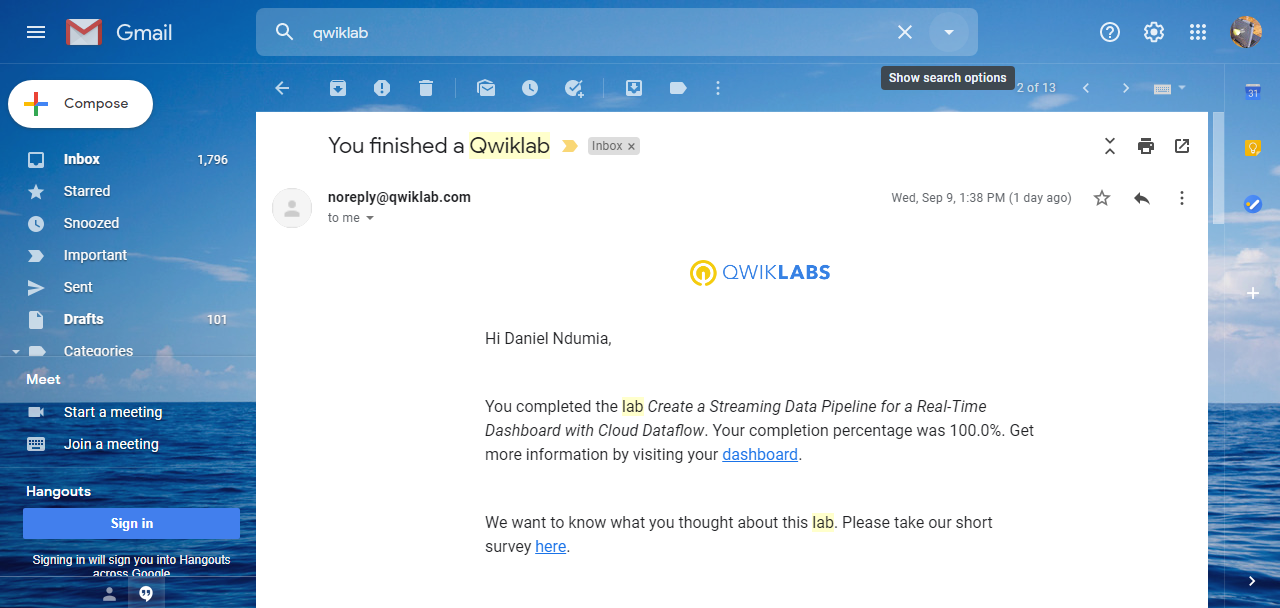 Gmail
qwiklab
Show search options
Compose
2 of 13
31
Inbox 1,796
Starred
Snoozed
Important
Sent
Drafts 101
Categories
Meet
Start a meeting
Join a meeting
Hangouts
Sign in
Signing in will sign you into Hangouts
across Google
You finished a Qwiklab Inbox x
noreply@qwiklab.com Wed, Sep 9, 1:38 PM (1 day ago)
to me
QWIKLABS
Hi Daniel Ndumia,
You completed the lab Create a Streaming Data Pipeline for a Real-Time
Dashboard with Cloud Dataflow. Your completion percentage was 100.0%. Get
more information by visiting your dashboard.
We want to know what you thought about this lab. Please take our short
survey here.